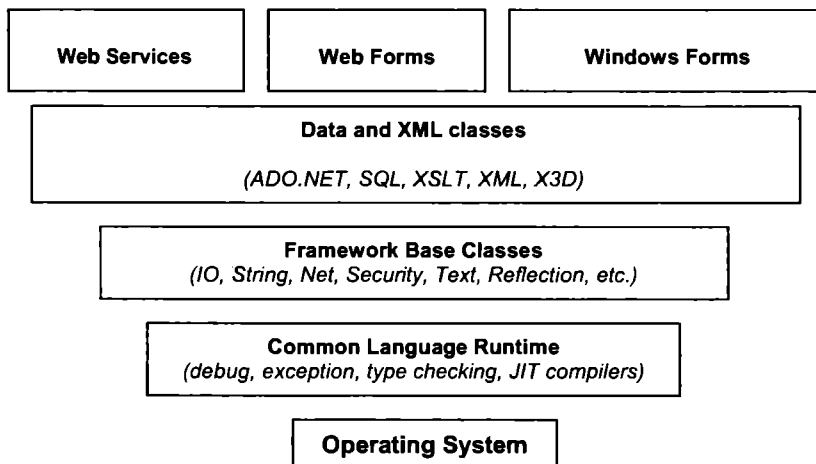 Web Services
Web Forms
Windows Forms
Data and XML classes
(ADO.NET, SQL, XSLT, XML, X3D)
Framework Base Classes
(IO, String, Net, Security, Text, Reflection, etc.)
Common Language Runtime
(debug, exception, type checking, JIT compilers)
Operating System